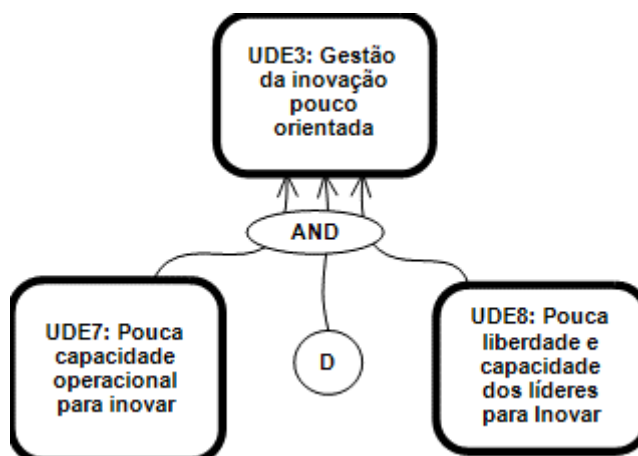 UDE3: Gestão
da inovação
pouco
orientada
AND
UDE7: Pouca
capacidade
operacional
para inovar
D
UDE8: Pouca
liberdade e
capacidade
dos líderes
para Inovar